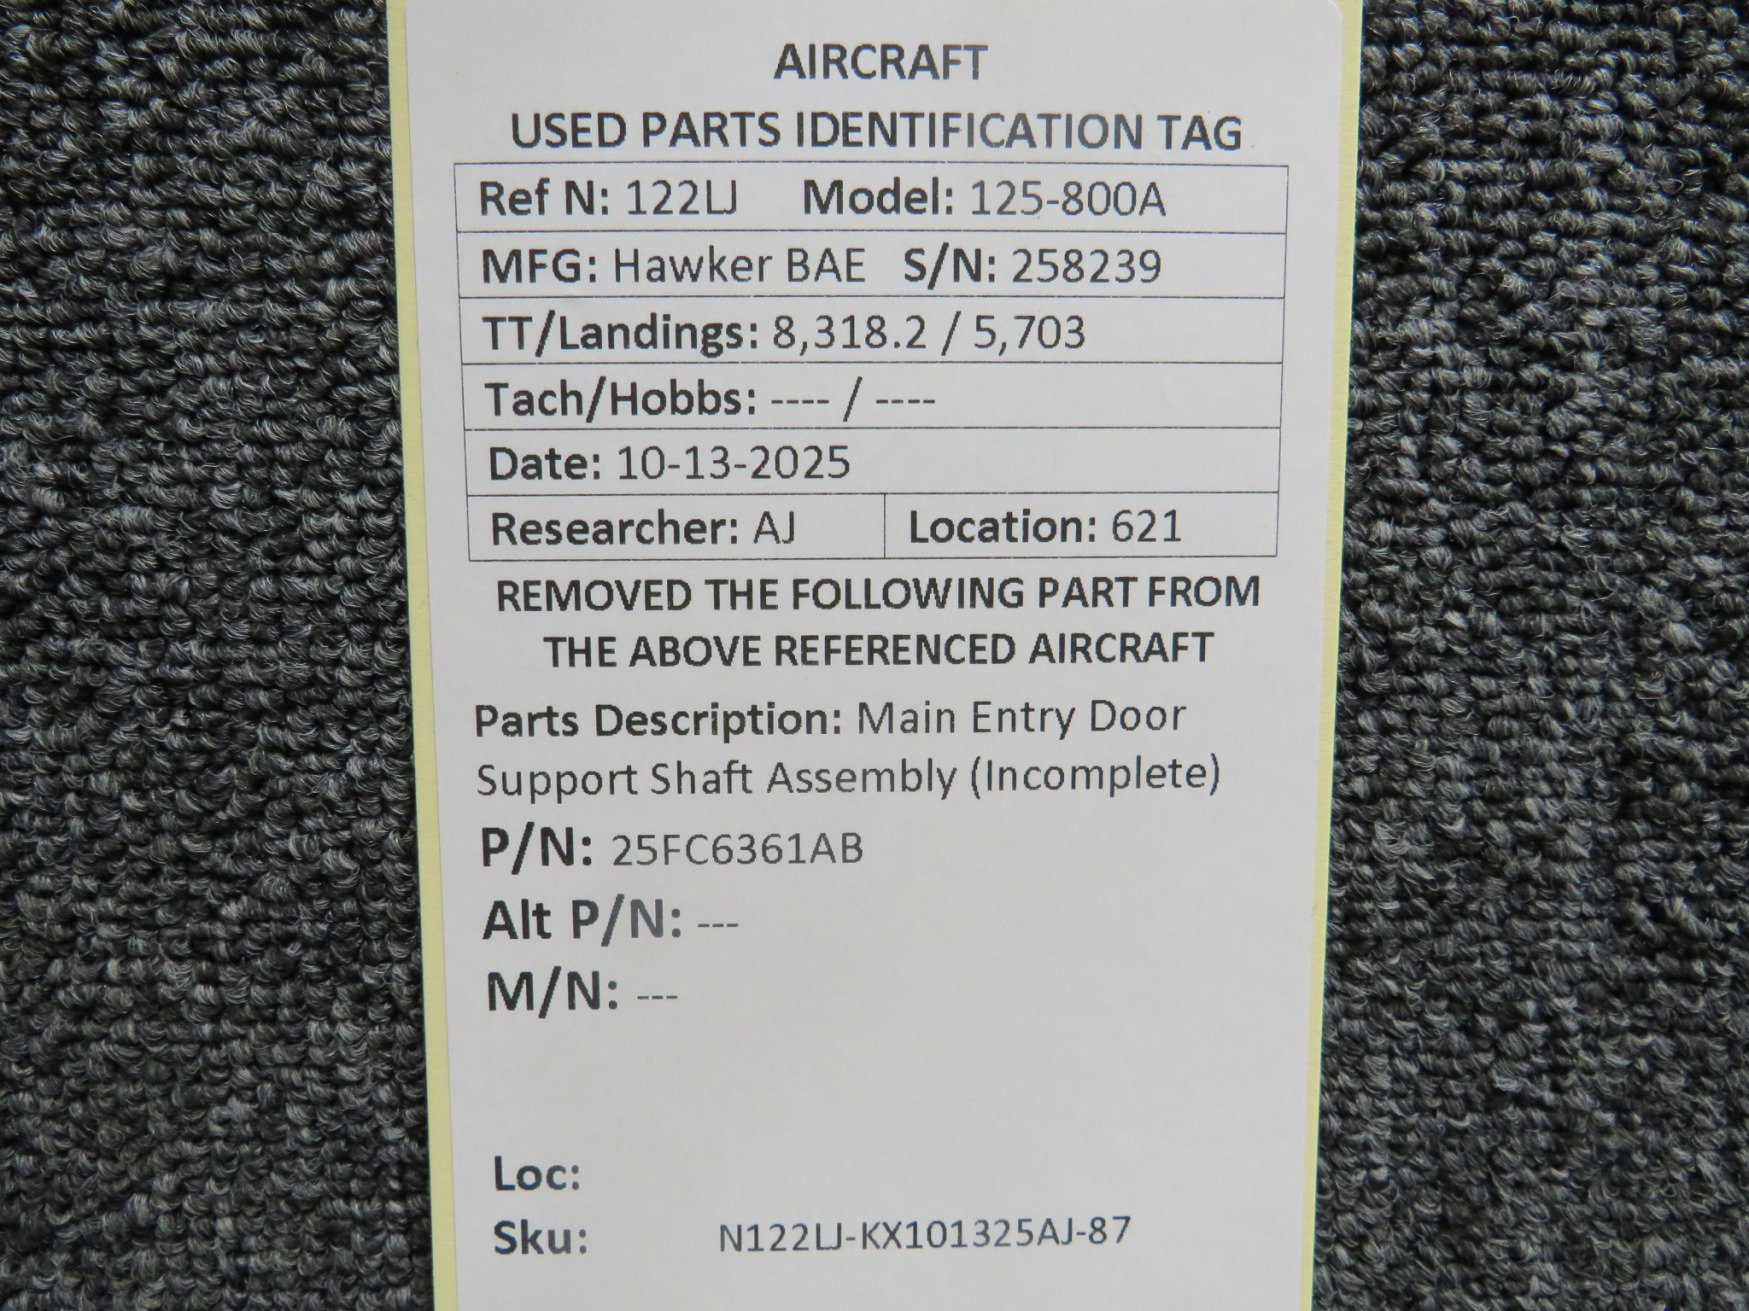 AIRCRAFT
USED PARTS IDENTIFICATION TAG
Ref N: 122LJ Model: 125-800A
MFG: Hawker BAE S/N: 258239
TT/Landings: 8,318.2 / 5,703
Tach/Hobbs: ---- / ----
Date: 10-13-2025
Researcher: AJ Location: 621
REMOVED THE FOLLOWING PART FROM
THE ABOVE REFERENCED AIRCRAFT
Parts Description: Main Entry Door
Support Shaft Assembly (Incomplete)
P/N: 25FC6361AB
Alt P/N: ---
M/N: ---
Loc:
Sku: N122LJ-KX101325AJ-87